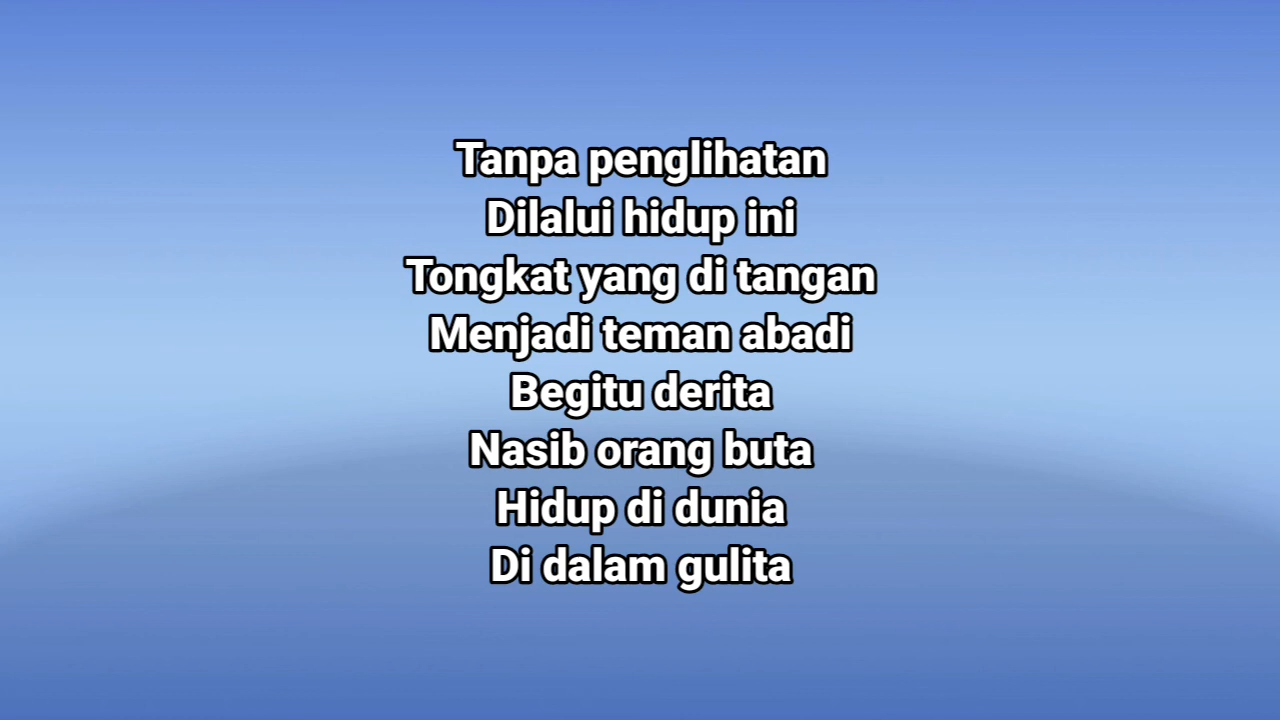 Tanpa penglihatan
Dilalui hidup ini
Tongkat yang di tangan
Menjadi teman abadi
Begitu derita
Nasib orang buta
Hidup di dunia
Di dalam gulita